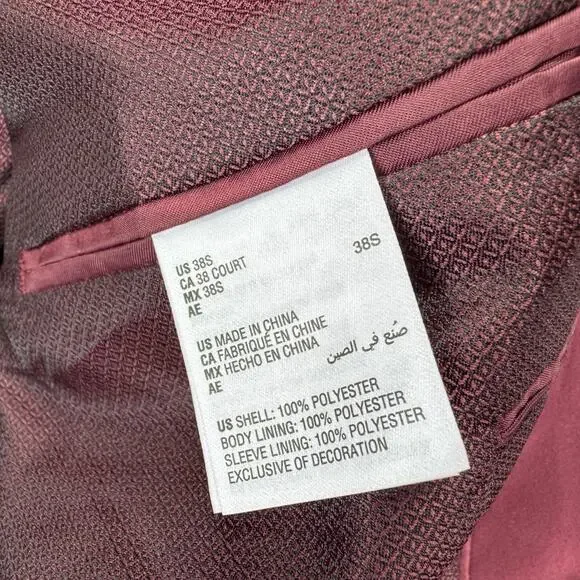 US 38S
CA 38 COURT
MX 38S
AE 38S
US MADE IN CHINA
CA FABRIQUÉ EN CHINE
MX HECHO EN CHINA
AE صُنع في الصين
US SHELL: 100% POLYESTER
BODY LINING: 100% POLYESTER
SLEEVE LINING: 100% POLYESTER
EXCLUSIVE OF DECORATION